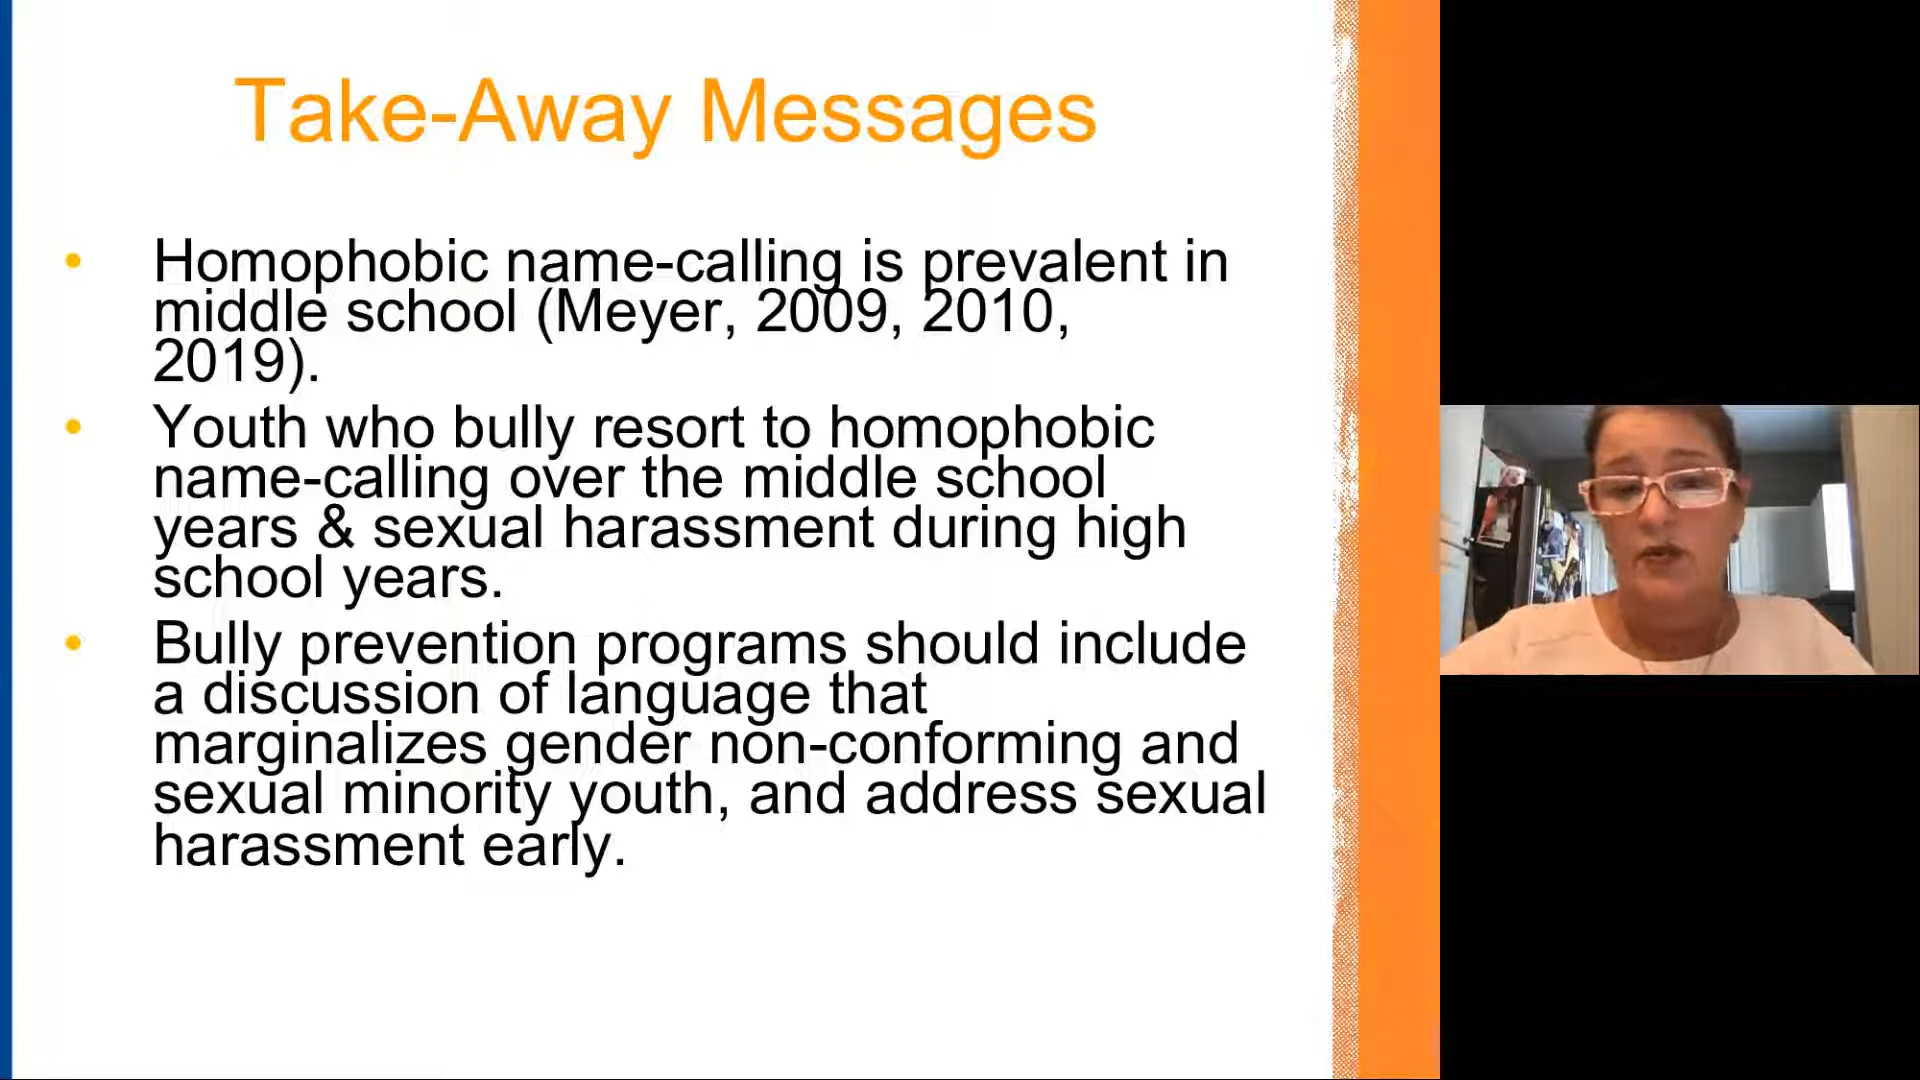 Take-Away Messages
• Homophobic name-calling is prevalent in
middle school (Meyer, 2009, 2010,
2019).
• Youth who bully resort to homophobic
name-calling over the middle school
years & sexual harassment during high
school years.
• Bully prevention programs should include
a discussion of language that
marginalizes gender non-conforming and
sexual minority youth, and address sexual
harassment early.